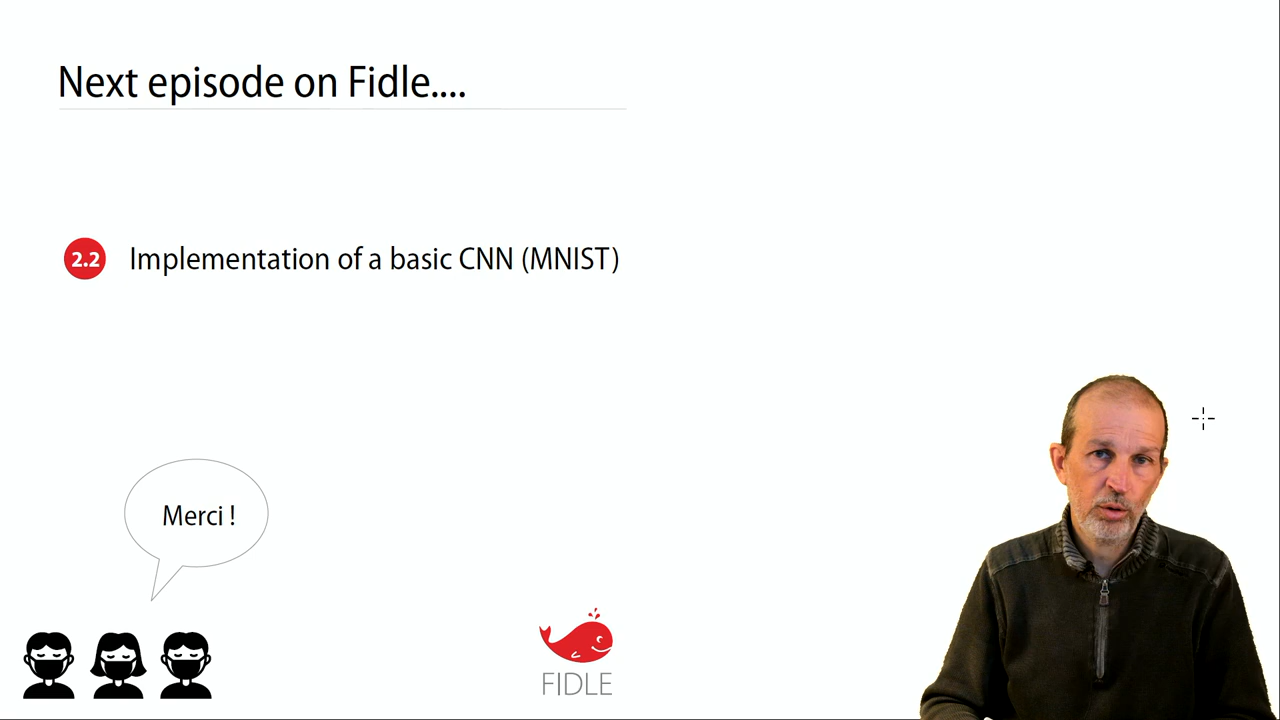 Next episode on Fidle....
2.2 Implementation of a basic CNN (MNIST)
Merci !
FIDLE